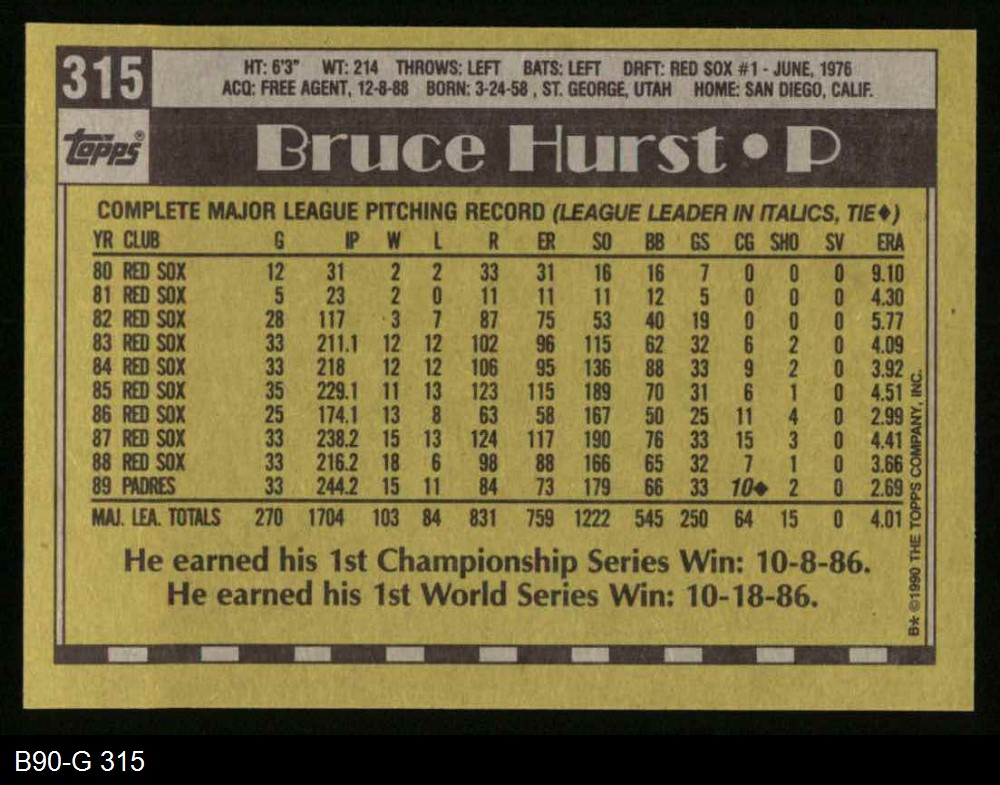 315
HT: 6'3" WT: 214 THROWS: LEFT BATS: LEFT DRFT: RED SOX #1 - JUNE, 1976
ACQ: FREE AGENT, 12-8-88 BORN: 3-24-58 , ST. GEORGE, UTAH HOME: SAN DIEGO, CALIF.
topps®
Bruce Hurst • P
COMPLETE MAJOR LEAGUE PITCHING RECORD (LEAGUE LEADER IN ITALICS, TIE♦)
YR CLUB G IP W L R ER SO BB GS CG SHO SV ERA
80 RED SOX 12 31 2 2 33 31 16 16 7 0 0 0 9.10
81 RED SOX 5 23 2 0 11 11 11 12 5 0 0 0 4.30
82 RED SOX 28 117 3 7 87 75 53 40 19 0 0 0 5.77
83 RED SOX 33 211.1 12 12 102 96 115 62 32 6 2 0 4.09
84 RED SOX 33 218 12 12 106 95 136 88 33 9 2 0 3.92
85 RED SOX 35 229.1 11 13 123 115 189 70 31 6 1 0 4.51
86 RED SOX 25 174.1 13 8 63 58 167 50 25 11 4 0 2.99
87 RED SOX 33 238.2 15 13 124 117 190 76 33 15 3 0 4.41
88 RED SOX 33 216.2 18 6 98 88 166 65 32 7 1 0 3.66
89 PADRES 33 244.2 15 11 84 73 179 66 33 10♦ 2 0 2.69
MAJ. LEA. TOTALS 270 1704 103 84 831 759 1222 545 250 64 15 0 4.01
He earned his 1st Championship Series Win: 10-8-86.
He earned his 1st World Series Win: 10-18-86.
B* ©1990 THE TOPPS COMPANY, INC.
B90-G 315